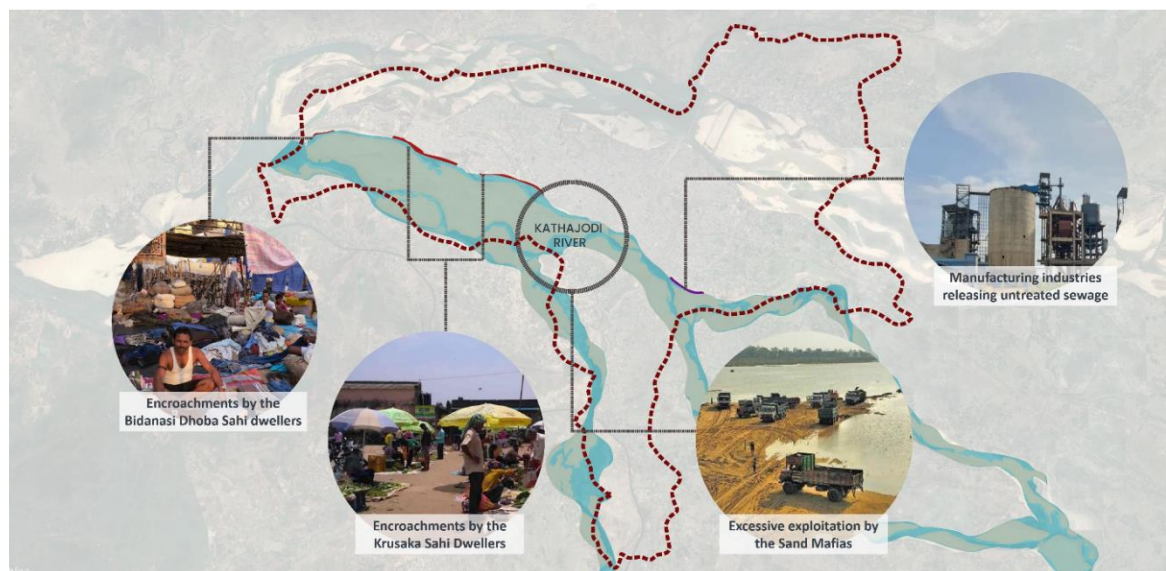 KATHAJODI
RIVER
Manufacturing industries
releasing untreated sewage
Encroachments by the
Bidanasi Dhoba Sahi dwellers
Encroachments by the
Krusaka Sahi Dwellers
Excessive exploitation by
the Sand Mafias